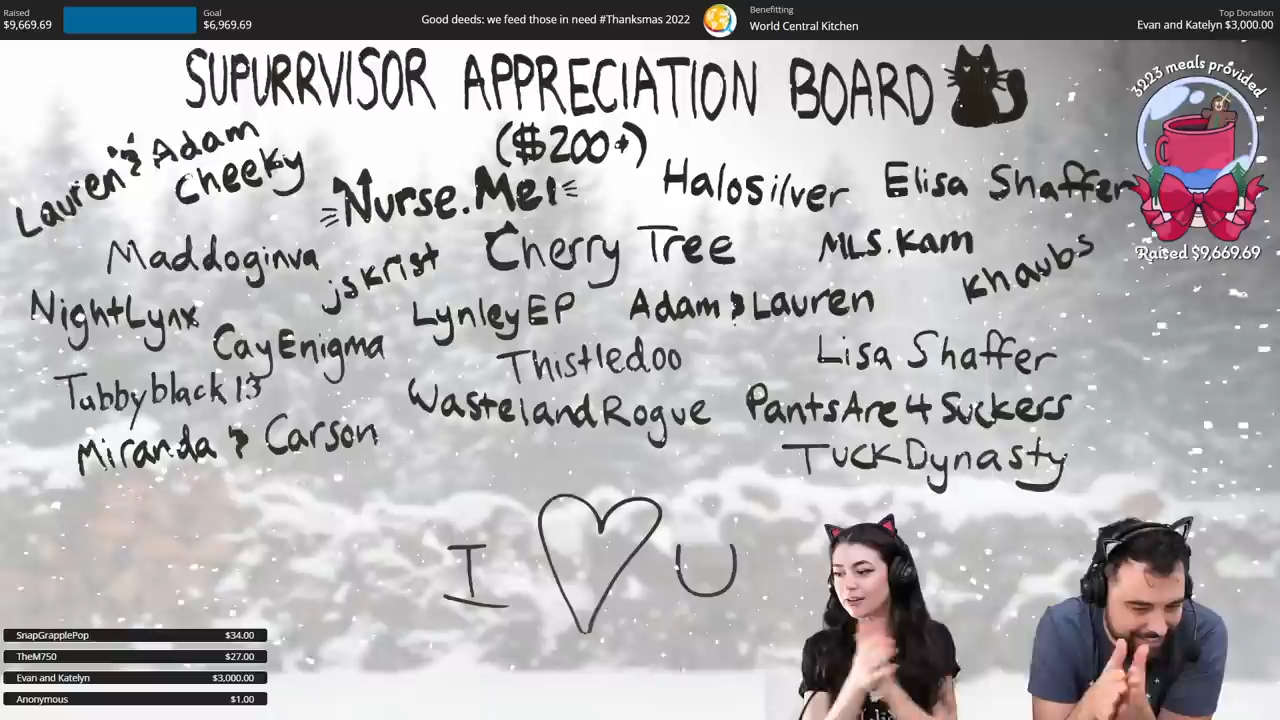 Raised
$9,669.69
Goal
$6,969.69
Good deeds: we feed those in need #Thanksmas 2022
Benefitting
World Central Kitchen
Top Donation
Evan and Katelyn $3,000.00
SUPURRVISOR APPRECIATION BOARD
($200+)
3223 meals provided
Raised $9,669.69
Lauren & Adam
Cheeky
Nurse.Mel
Halosilver
Elisa Shaffer
Maddoginva
jskrist
Cherry Tree
MLS.Kam
Khaubs
NightLynx
CayEnigma
LynleyEP
Adam & Lauren
Thistledoo
Lisa Shaffer
Tubbyblack13
WastelandRogue
PantsAre4Suckers
Miranda & Carson
TuckDynasty
I U
SnapGrapplePop $34.00
TheM750 $27.00
Evan and Katelyn $3,000.00
Anonymous $1.00